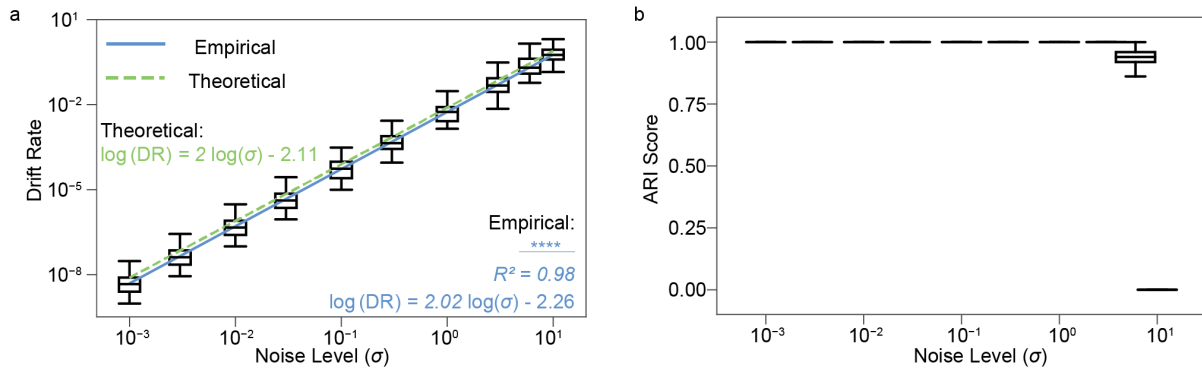 a
10¹
10⁻²
10⁻⁵
10⁻⁸
Drift Rate
Empirical
Theoretical
Theoretical:
log (DR) = 2 log(σ) - 2.11
Empirical:
****
R² = 0.98
log (DR) = 2.02 log(σ) - 2.26
10⁻³
10⁻²
10⁻¹
10⁰
10¹
Noise Level (σ)
b
1.00
0.75
0.50
0.25
0.00
ARI Score
10⁻³
10⁻²
10⁻¹
10⁰
10¹
Noise Level (σ)